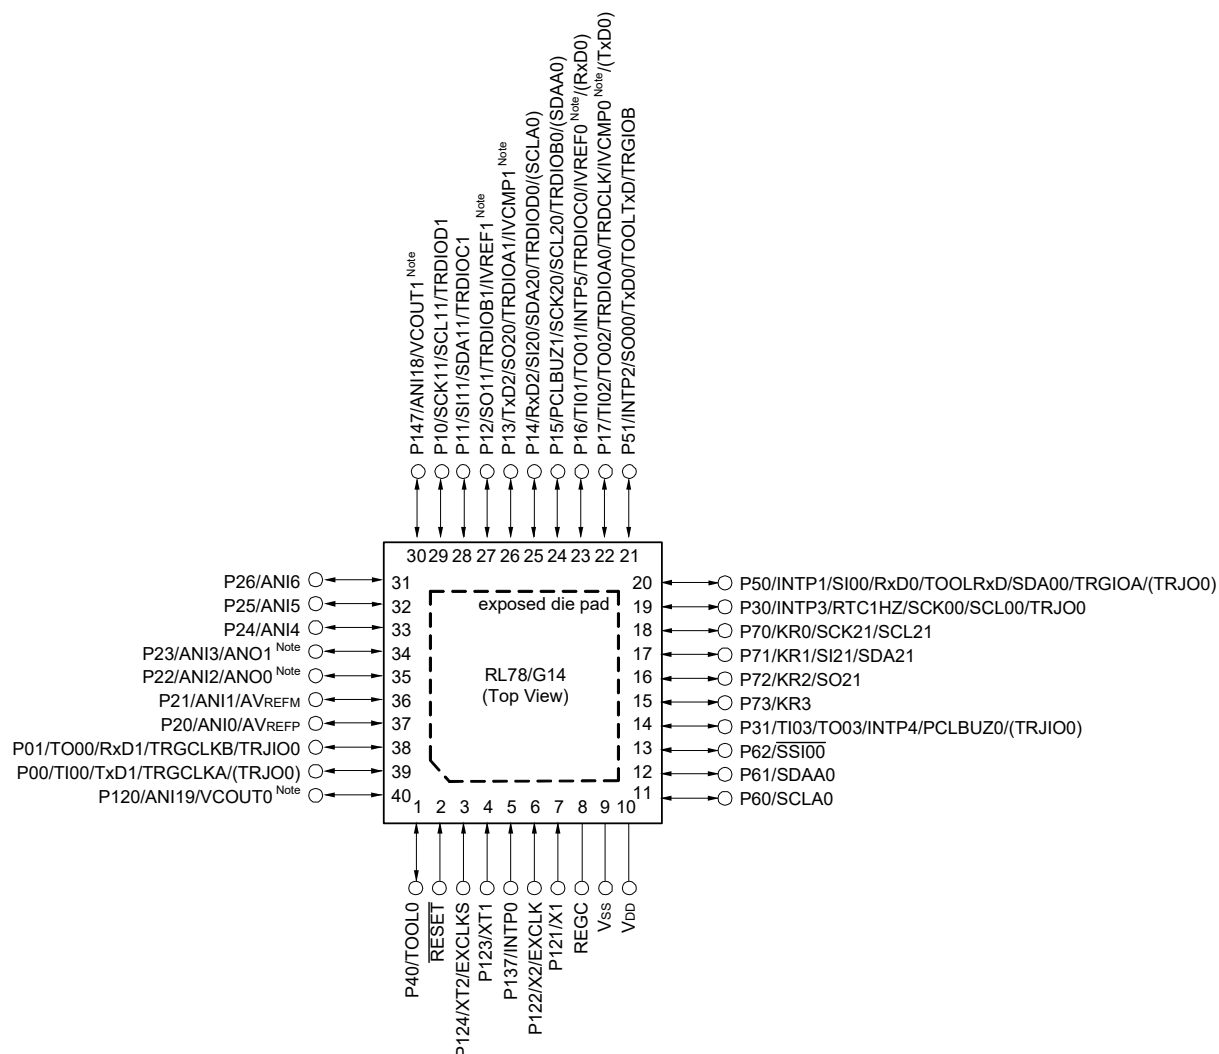 P147/ANI18/VCOUT1 Note
P10/SCK11/SCL11/TRDIOD1
P11/SI11/SDA11/TRDIOC1
P12/SO11/TRDIOB1/IVREF1 Note
P13/TxD2/SO20/TRDIOA1/IVCMP1 Note
P14/RxD2/SI20/SDA20/TRDIOD0/(SCLA0)
P15/PCLBUZ1/SCK20/SCL20/TRDIOB0/(SDAA0)
P16/TI01/TO01/INTP5/TRDIOC0/IVREF0 Note/(RxD0)
P17/TI02/TO02/TRDIOA0/TRDCLK/IVCMP0 Note/(TxD0)
P51/INTP2/SO00/TxD0/TOOLTxD/TRGIOB
30 29 28 27 26 25 24 23 22 21
P26/ANI6 31
P25/ANI5 32
P24/ANI4 33
P23/ANI3/ANO1 Note 34
P22/ANI2/ANO0 Note 35
P21/ANI1/AVREFM 36
P20/ANI0/AVREFP 37
P01/TO00/RxD1/TRGCLKB/TRJIO0 38
P00/TI00/TxD1/TRGCLKA/(TRJO0) 39
P120/ANI19/VCOUT0 Note 40
exposed die pad
RL78/G14
(Top View)
20 P50/INTP1/SI00/RxD0/TOOLRxD/SDA00/TRGIOA/(TRJO0)
19 P30/INTP3/RTC1HZ/SCK00/SCL00/TRJO0
18 P70/KR0/SCK21/SCL21
17 P71/KR1/SI21/SDA21
16 P72/KR2/SO21
15 P73/KR3
14 P31/TI03/TO03/INTP4/PCLBUZ0/(TRJIO0)
13 P62/SSI00
12 P61/SDAA0
11 P60/SCLA0
1 2 3 4 5 6 7 8 9 10
P40/TOOL0
RESET
P124/XT2/EXCLKS
P123/XT1
P137/INTP0
P122/X2/EXCLK
P121/X1
REGC
VSS
VDD